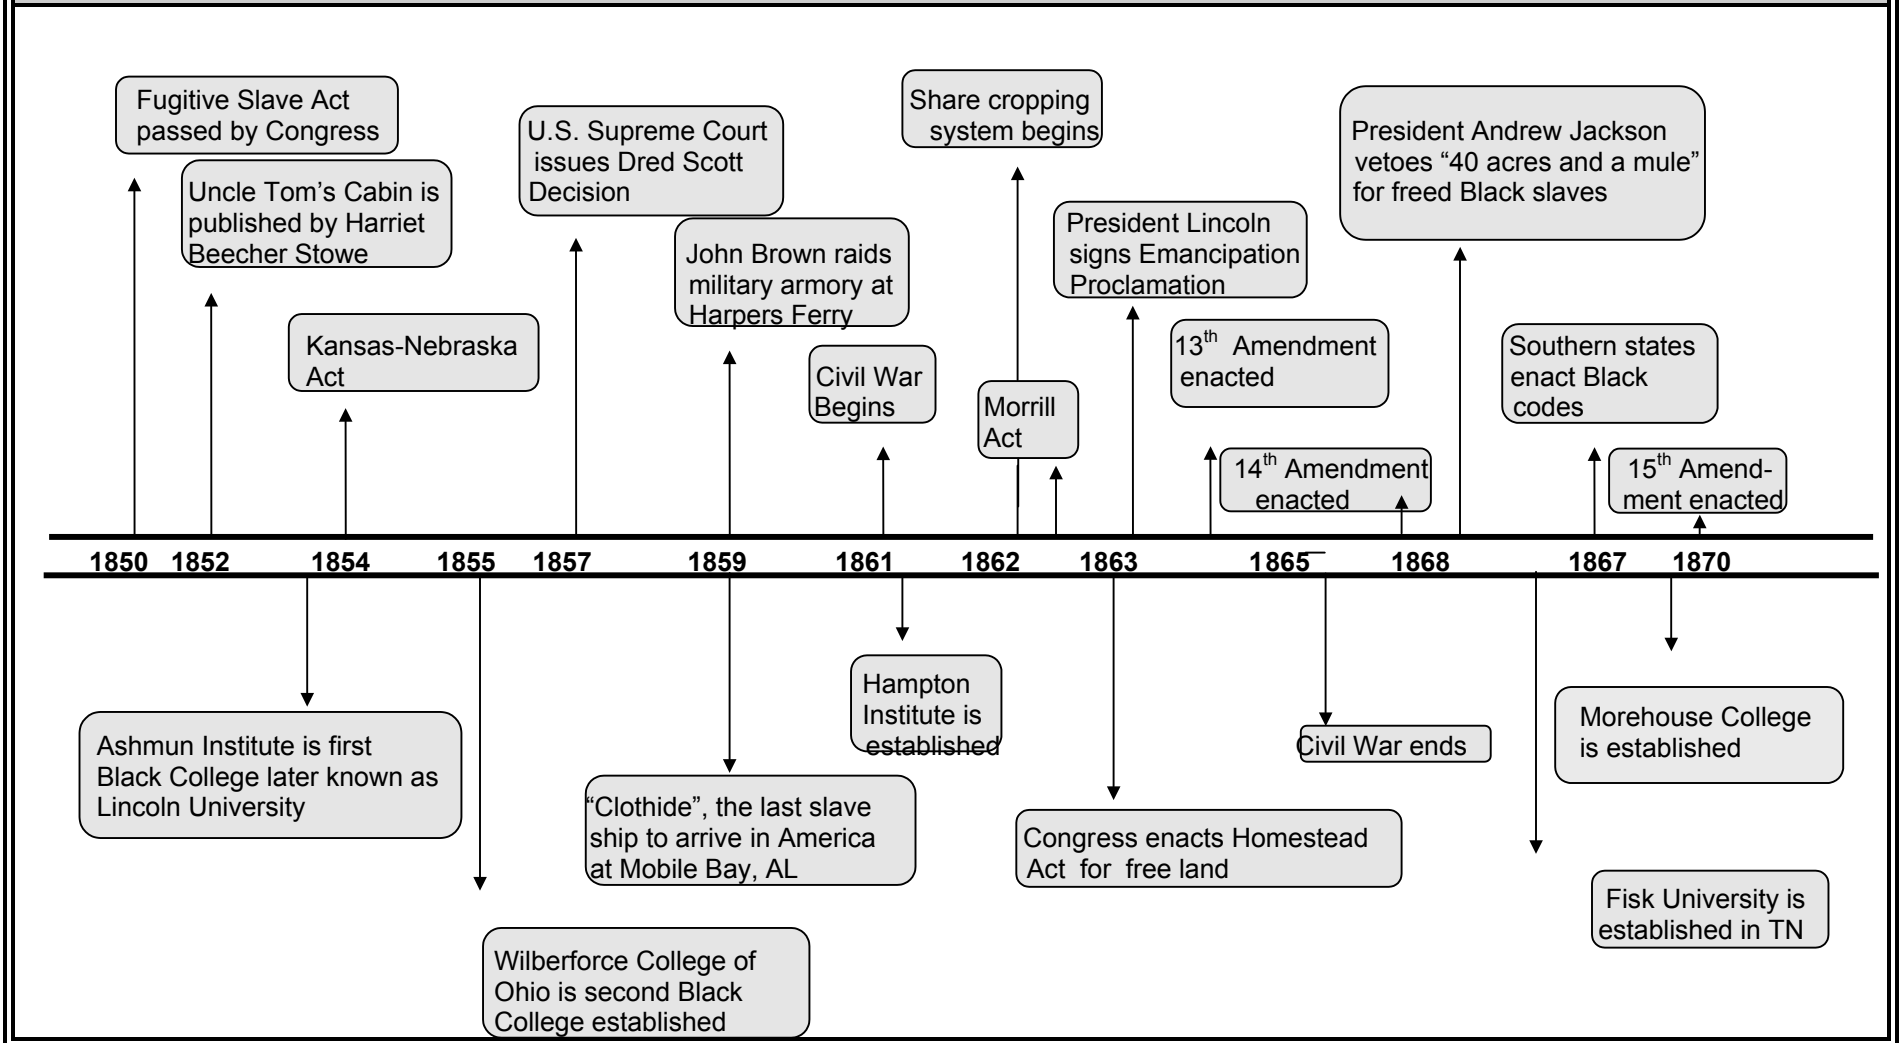 Fugitive Slave Act
passed by Congress
Uncle Tom’s Cabin is
published by Harriet
Beecher Stowe
Kansas-Nebraska
Act
U.S. Supreme Court
issues Dred Scott
Decision
John Brown raids
military armory at
Harpers Ferry
Civil War
Begins
Share cropping
system begins
Morrill
Act
President Lincoln
signs Emancipation
Proclamation
13th Amendment
enacted
14th Amendment
enacted
President Andrew Jackson
vetoes “40 acres and a mule”
for freed Black slaves
Southern states
enact Black
codes
15th Amend-
ment enacted
1850 1852 1854 1855 1857 1859 1861 1862 1863 1865 1868 1867 1870
Ashmun Institute is first
Black College later known as
Lincoln University
Wilberforce College of
Ohio is second Black
College established
“Clothide”, the last slave
ship to arrive in America
at Mobile Bay, AL
Hampton
Institute is
established
Congress enacts Homestead
Act for free land
Civil War ends
Morehouse College
is established
Fisk University is
established in TN